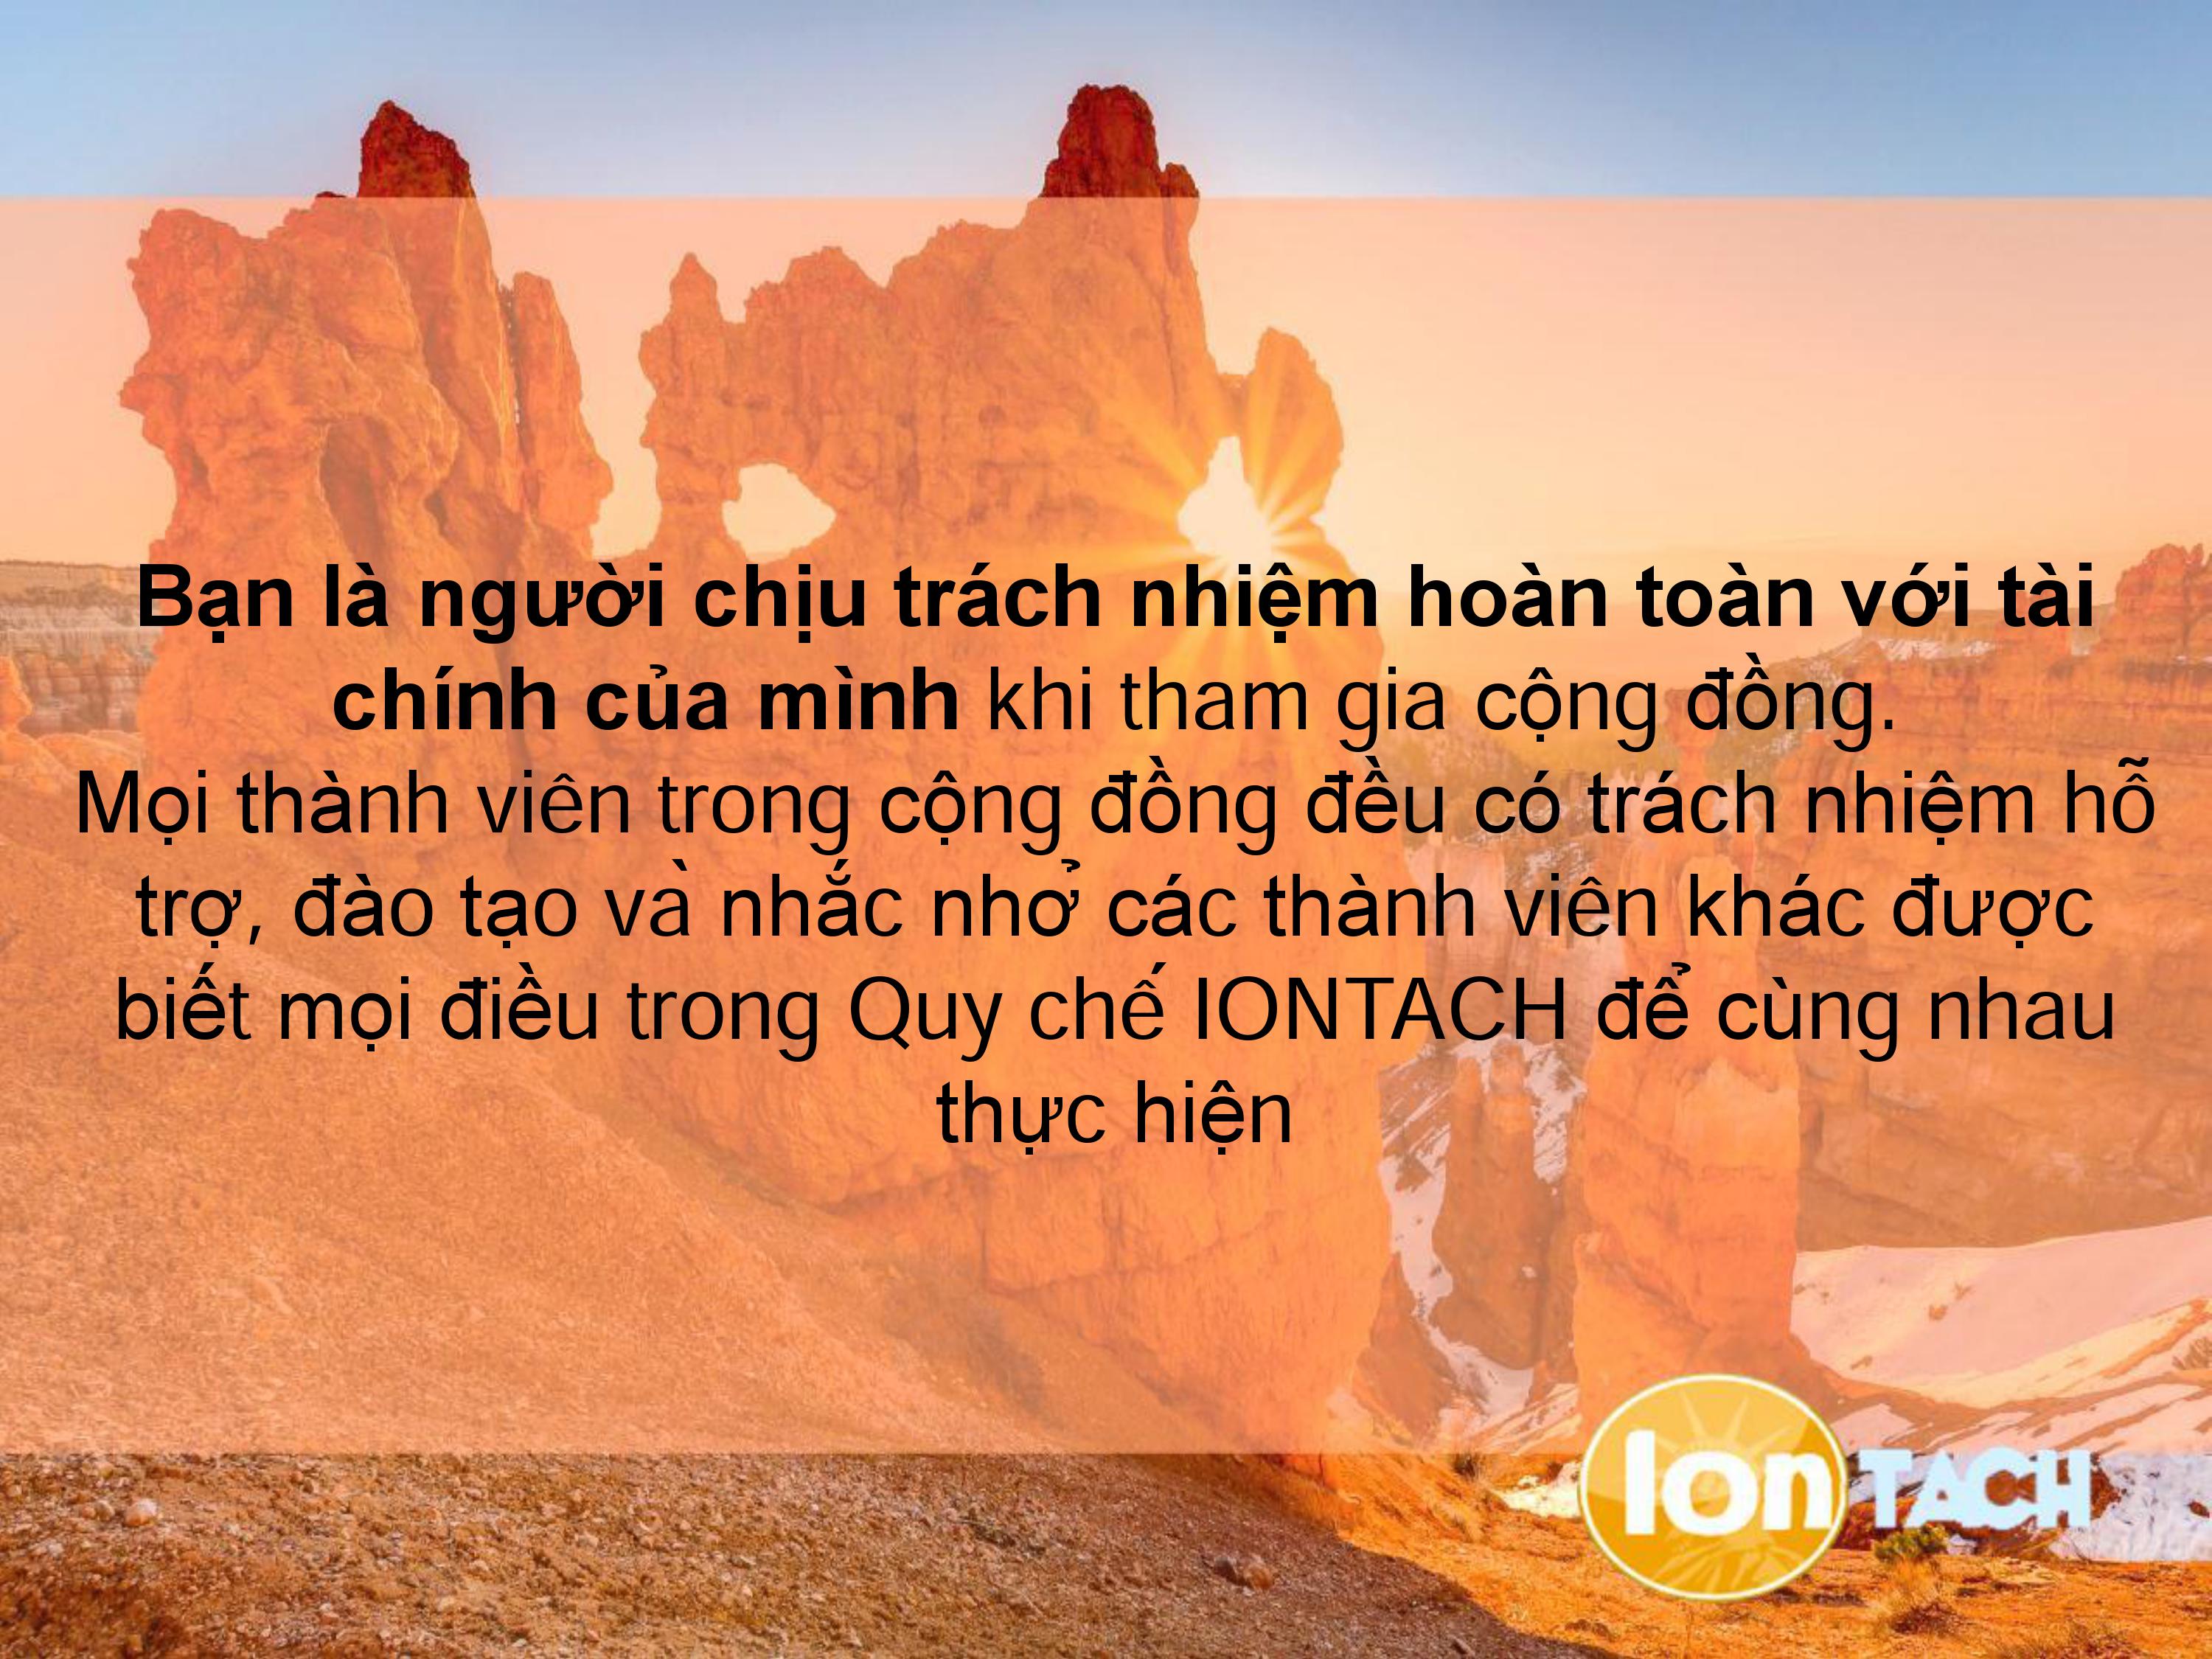 Bạn là người chịu trách nhiệm hoàn toàn với tài
chính của mình khi tham gia cộng đồng.
Mọi thành viên trong cộng đồng đều có trách nhiệm hỗ
trợ, đào tạo và nhắc nhở các thành viên khác được
biết mọi điều trong Quy chế IONTACH để cùng nhau
thực hiện
Ion TACH